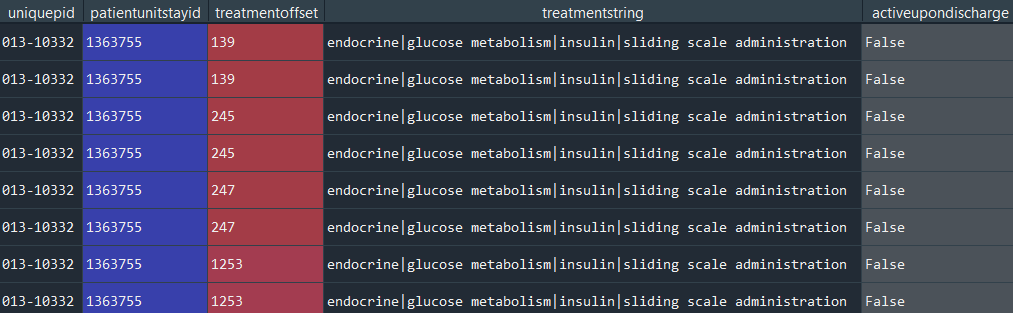 uniquepid patientunitstayid treatmentoffset treatmentstring activeupondischarge
013-10332 1363755 139 endocrine|glucose metabolism|insulin|sliding scale administration False
013-10332 1363755 139 endocrine|glucose metabolism|insulin|sliding scale administration False
013-10332 1363755 245 endocrine|glucose metabolism|insulin|sliding scale administration False
013-10332 1363755 245 endocrine|glucose metabolism|insulin|sliding scale administration False
013-10332 1363755 247 endocrine|glucose metabolism|insulin|sliding scale administration False
013-10332 1363755 247 endocrine|glucose metabolism|insulin|sliding scale administration False
013-10332 1363755 1253 endocrine|glucose metabolism|insulin|sliding scale administration False
013-10332 1363755 1253 endocrine|glucose metabolism|insulin|sliding scale administration False